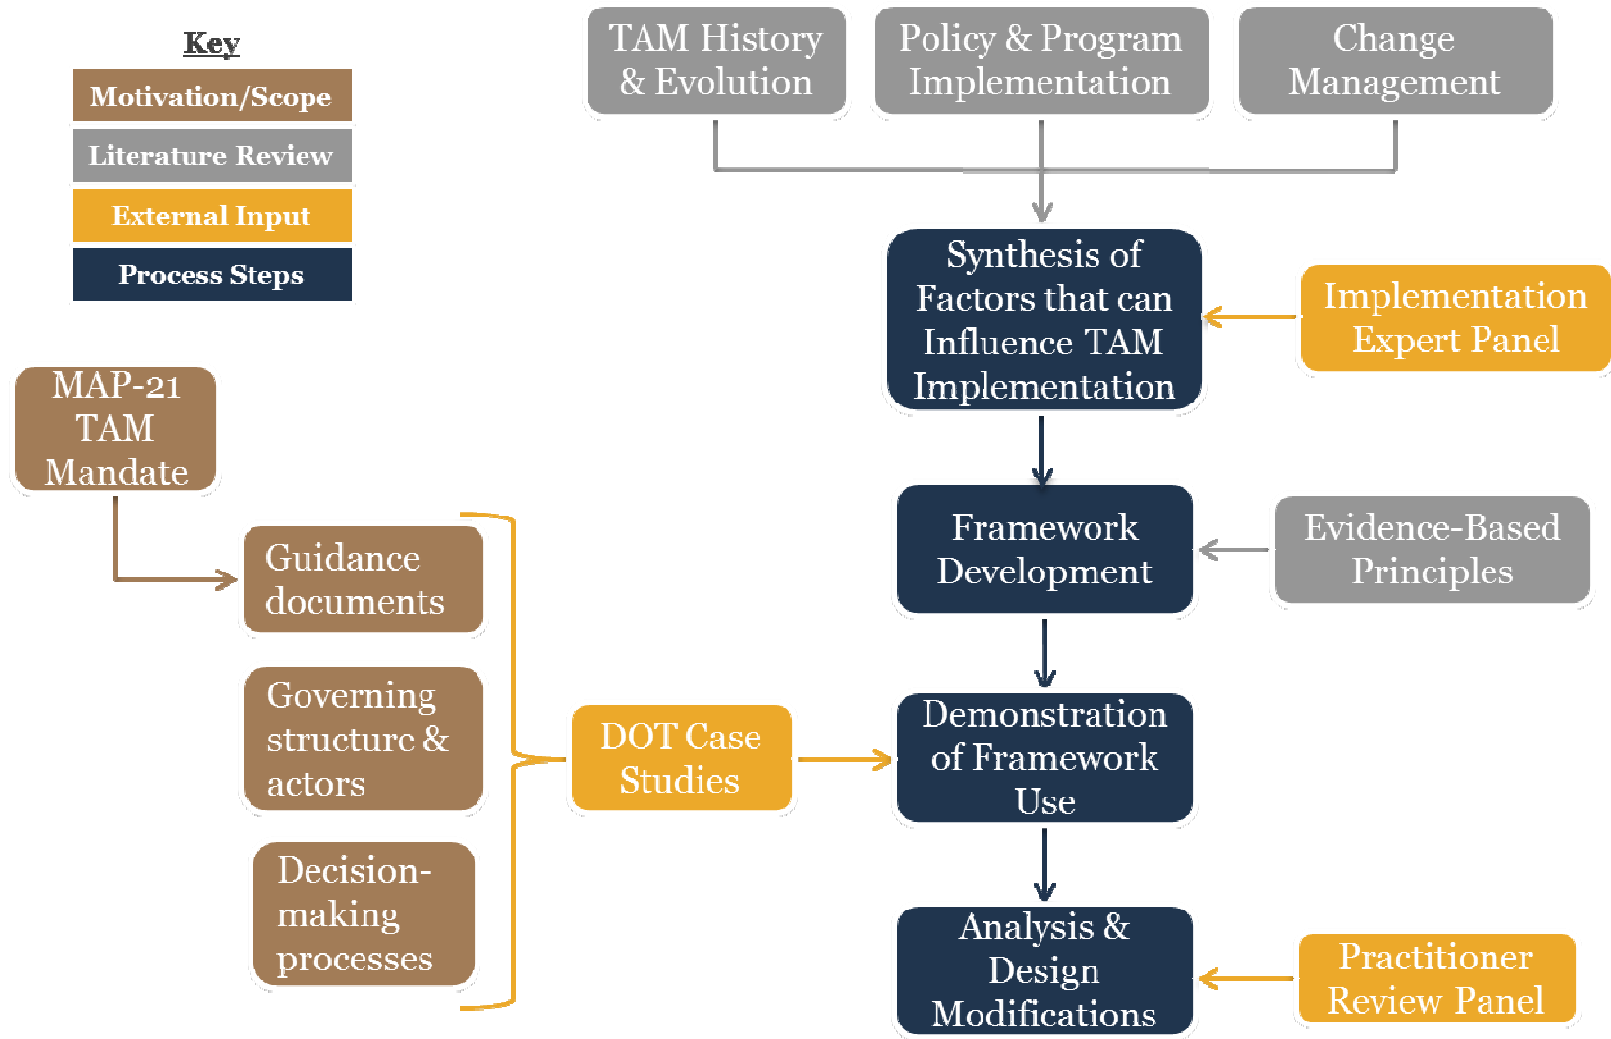 Key
Motivation/Scope
Literature Review
External Input
Process Steps
TAM History
& Evolution
Policy & Program
Implementation
Change
Management
Synthesis of
Factors that can
Influence TAM
Implementation
Implementation
Expert Panel
MAP-21
TAM
Mandate
Framework
Development
Evidence-Based
Principles
Guidance
documents
Governing
structure &
actors
Decision-
making
processes
DOT Case
Studies
Demonstration
of Framework
Use
Analysis &
Design
Modifications
Practitioner
Review Panel